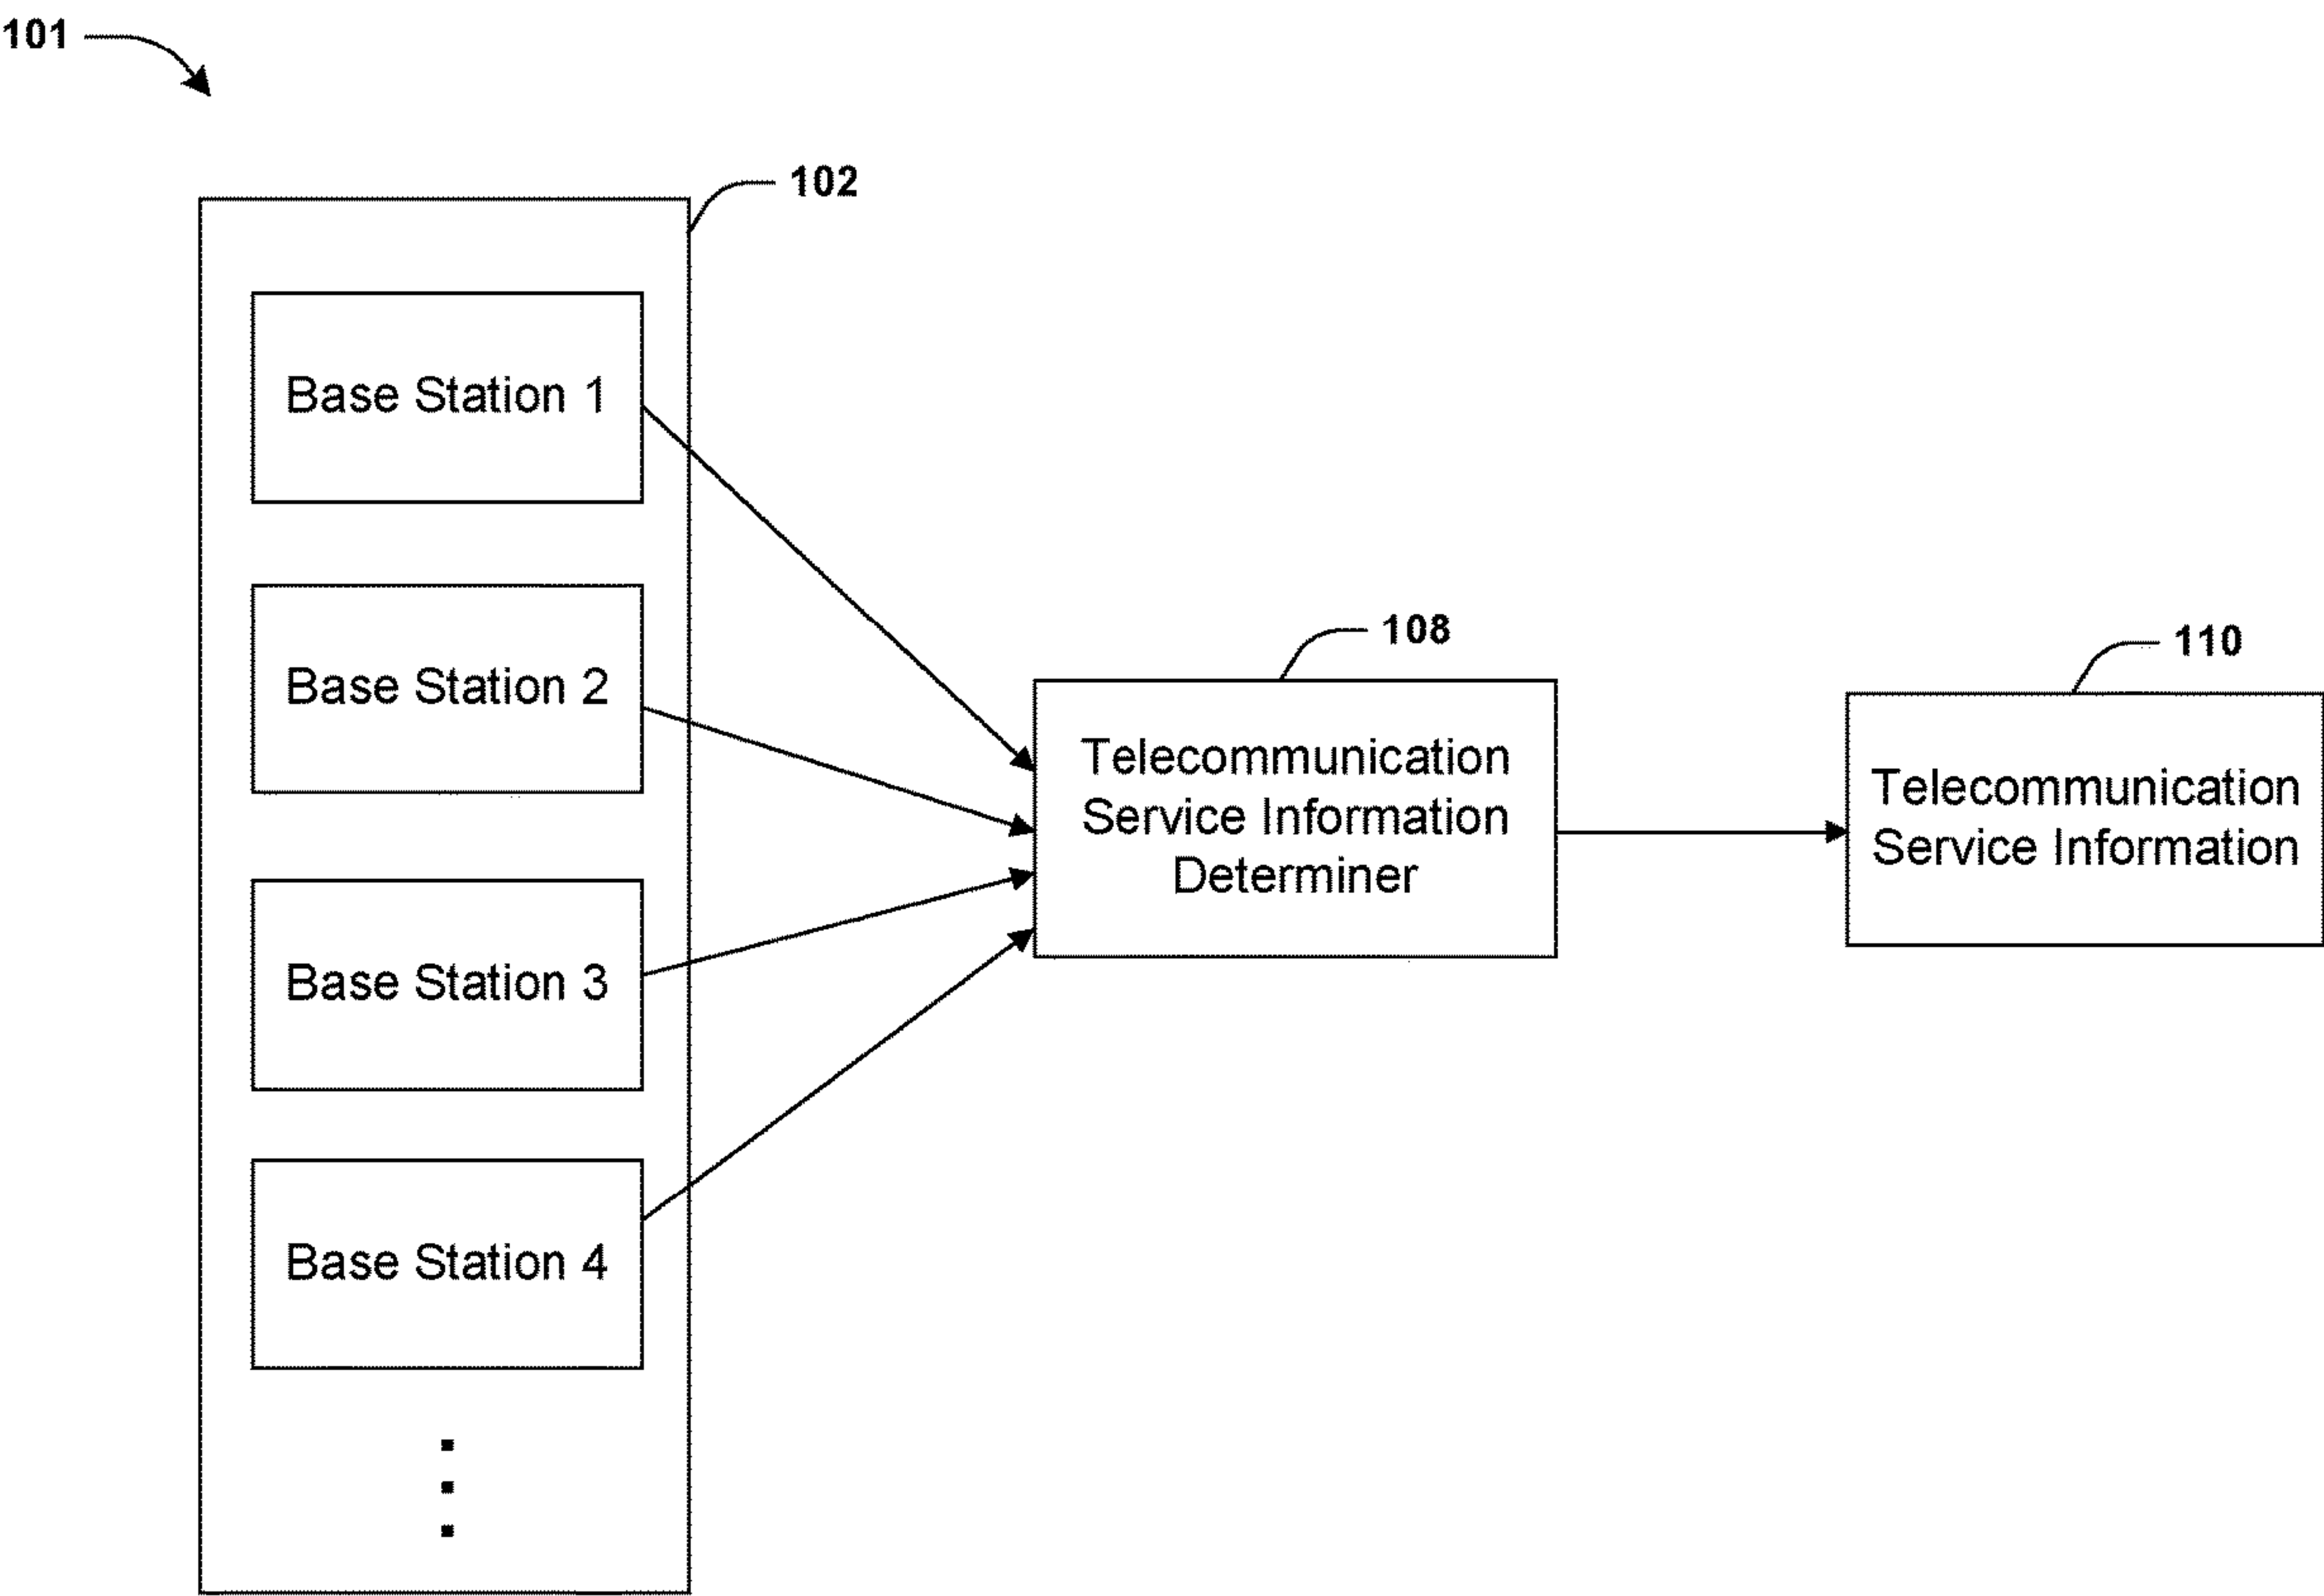 101
102
Base Station 1
Base Station 2
Base Station 3
Base Station 4
108
Telecommunication
Service Information
Determiner
110
Telecommunication
Service Information